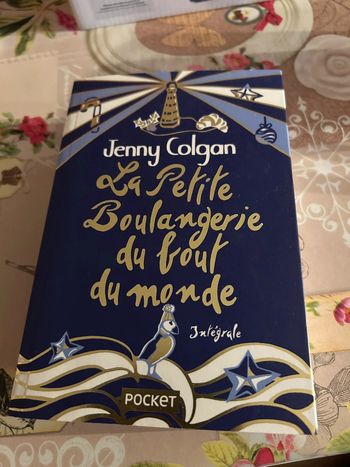 Jenny Colgan
La Petite
Boulangerie
du bout
du monde
Intégrale
POCKET